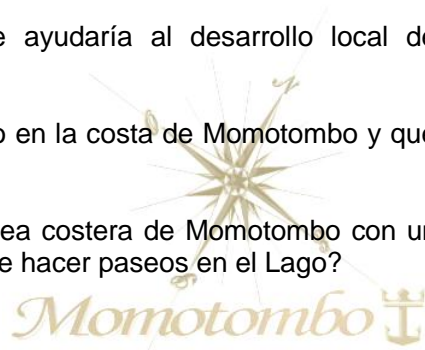 ayudaría al desarrollo local de
en la costa de Momotombo y que
costera de Momotombo con un
hacer paseos en el Lago?
N
Momotombo